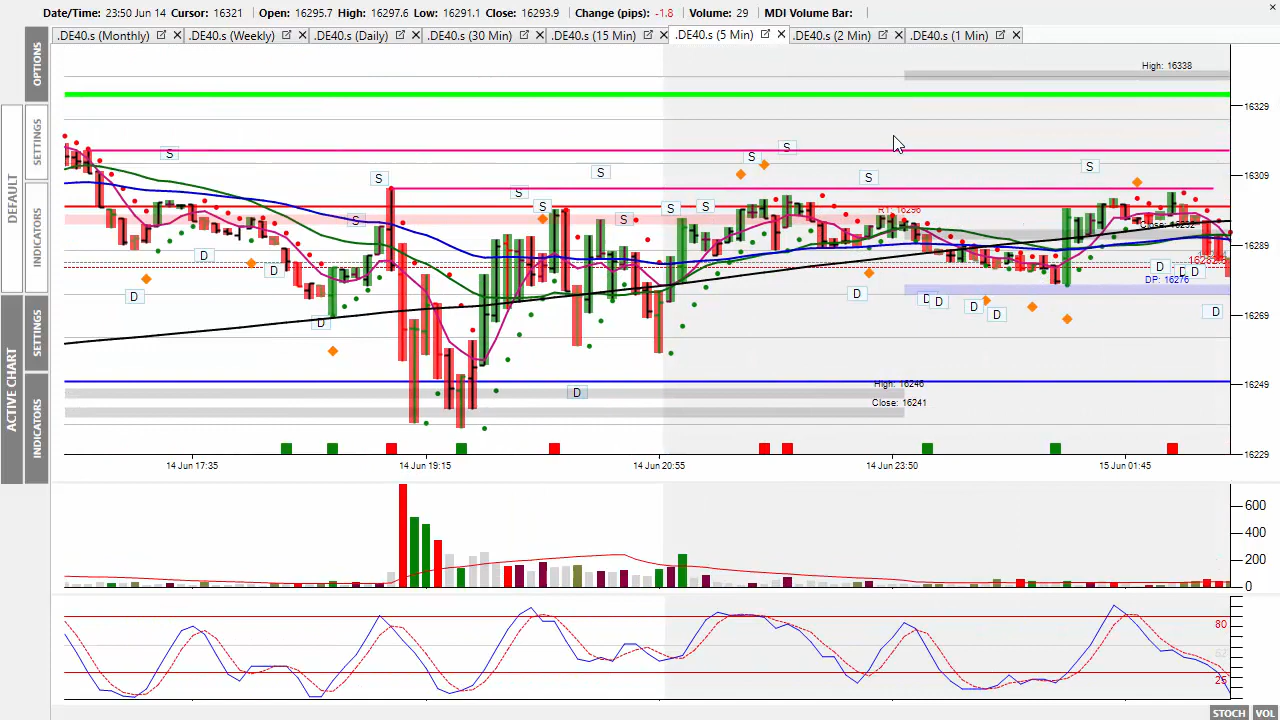 Date/Time: 23:50 Jun 14 Cursor: 16321 Open: 16295.7 High: 16297.6 Low: 16291.1 Close: 16293.9 Change (pips): -1.8 Volume: 29 MDI Volume Bar:
.DE40.s (Monthly) .DE40.s (Weekly) .DE40.s (Daily) .DE40.s (30 Min) .DE40.s (15 Min) .DE40.s (5 Min) .DE40.s (2 Min) .DE40.s (1 Min)
OPTIONS
DEFAULT
SETTINGS
INDICATORS
ACTIVE CHART
SETTINGS
INDICATORS
High: 16338
16329
S S S S
16309
S S S S S S S S S
R1: 16296
16289
D D D D D D
DP: 16276
D D D D D D D D
16269
High: 16246
16249
D
Close: 16241
16229
14 Jun 17:35 14 Jun 19:15 14 Jun 20:55 14 Jun 23:50 15 Jun 01:45
600
400
200
0
80
25
STOCH VOL